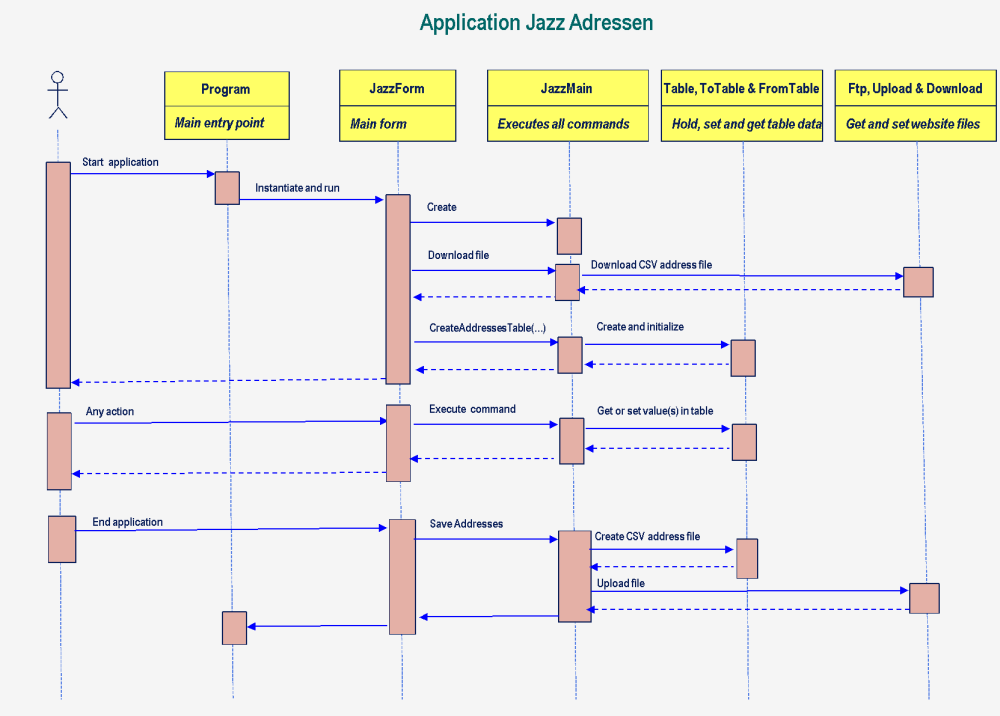 Application Jazz Adressen
Program
Main entry point
JazzForm
Main form
JazzMain
Executes all commands
Table, ToTable & FromTable
Hold, set and get table data
Ftp, Upload & Download
Get and set website files
Start application
Instantiate and run
Create
Download file
Download CSV address file
CreateAddressesTable(...)
Create and initialize
Any action
Execute command
Get or set value(s) in table
End application
Save Addresses
Create CSV address file
Upload file